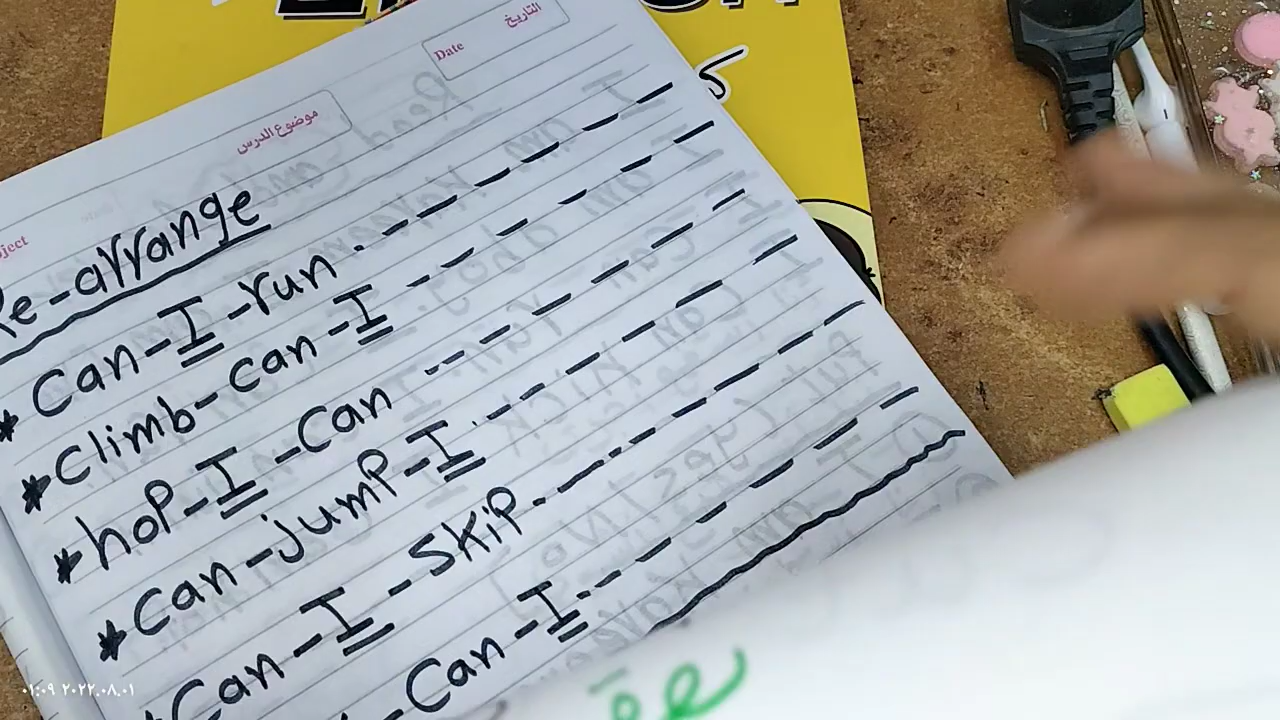 التاريخ
Date
موضوع الدرس
Re-arrange
* Can-I-run.
* Climb-can-I
* hop-I-Can
* Can-jump-I.
Can-I-skip.
-Can-I.
٠١:٠٩ ٢٠٢٢.٠٨.٠١